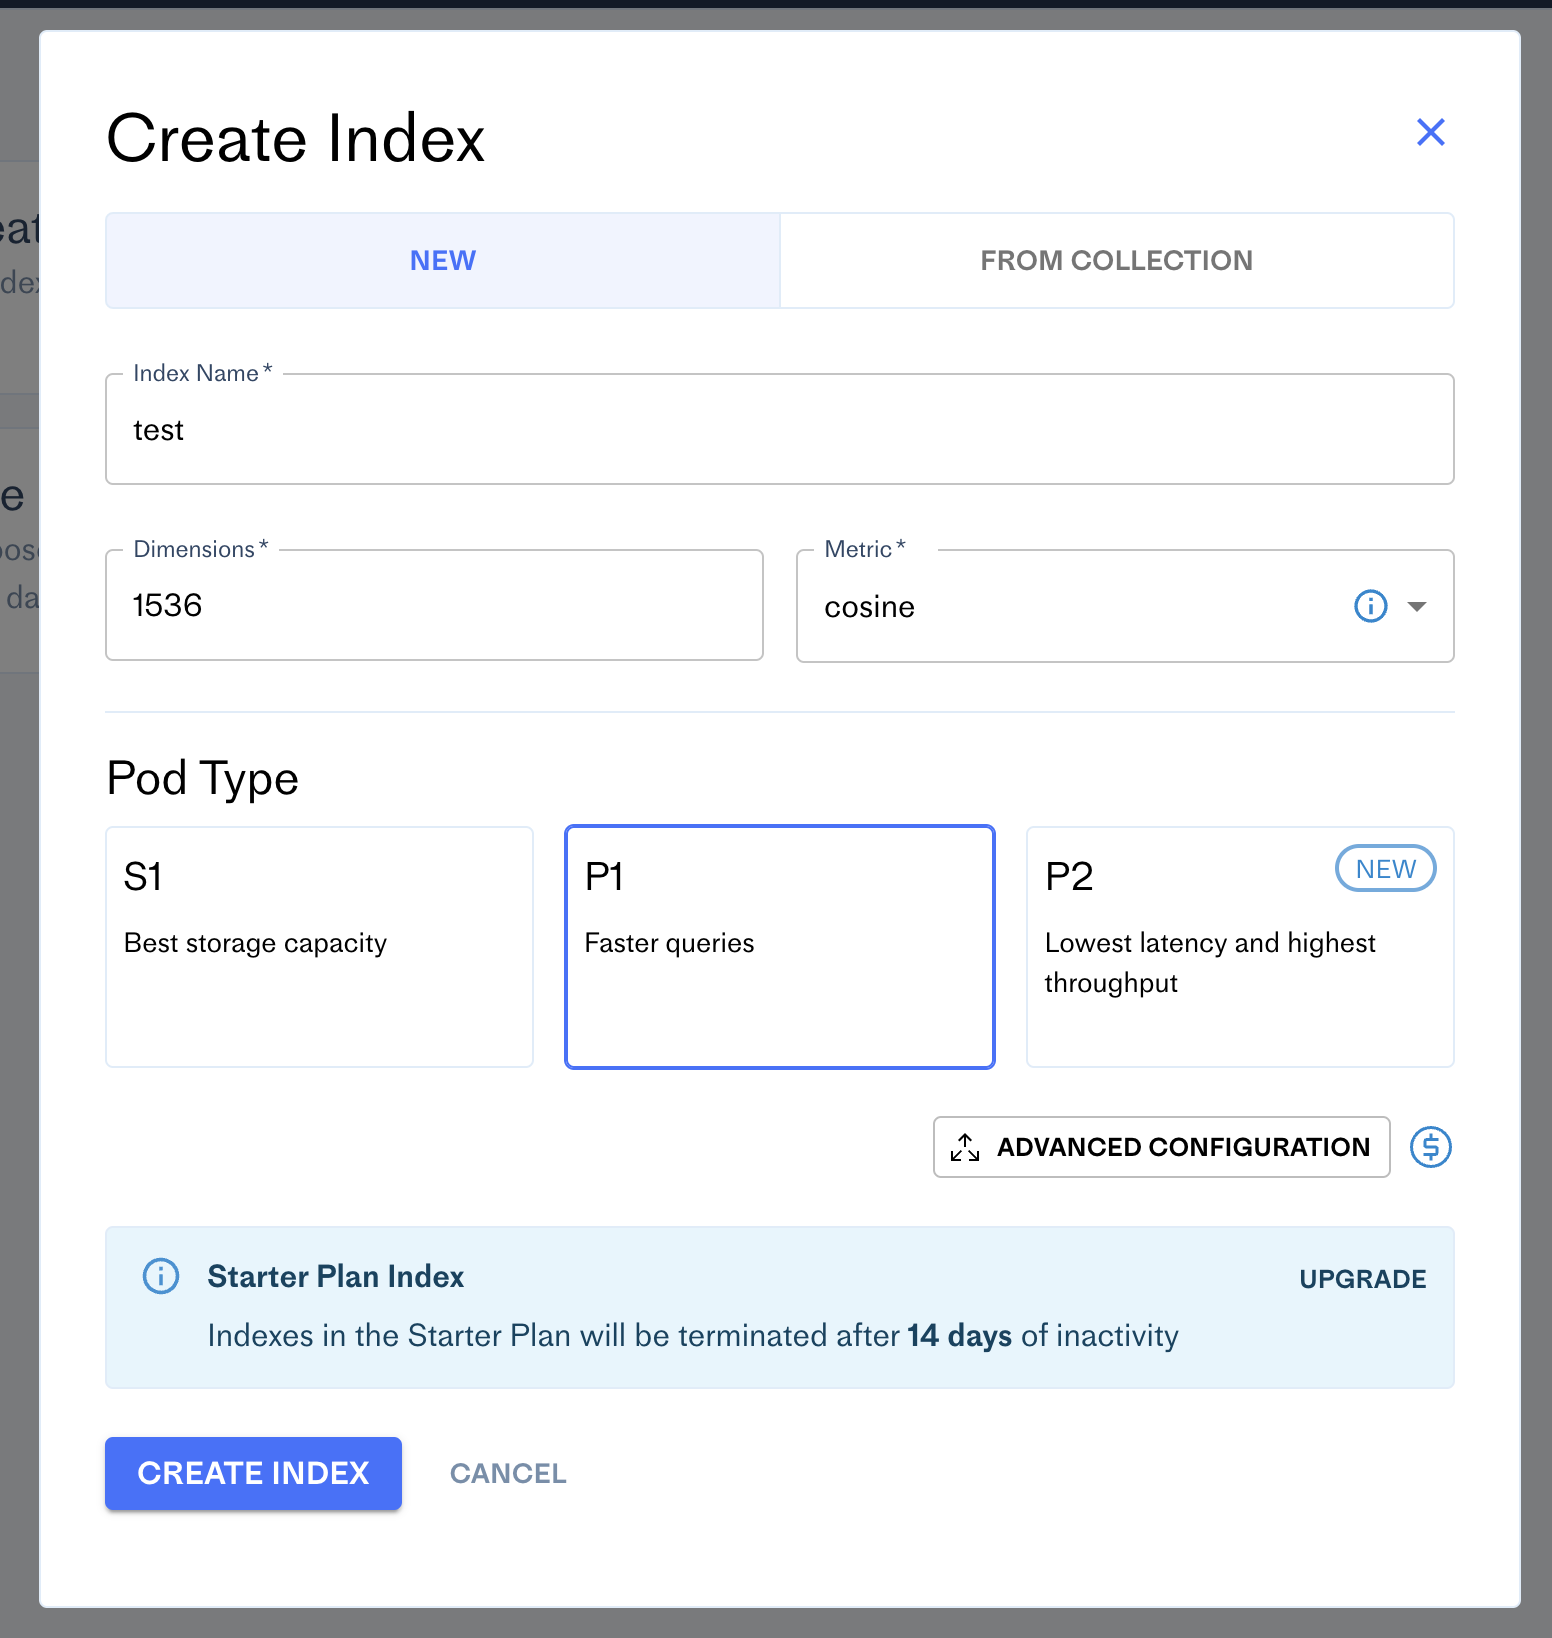 Create Index
NEW
FROM COLLECTION
Index Name*
test
Dimensions*
1536
Metric*
cosine
Pod Type
S1
Best storage capacity
P1
Faster queries
P2
NEW
Lowest latency and highest
throughput
ADVANCED CONFIGURATION
Starter Plan Index
UPGRADE
Indexes in the Starter Plan will be terminated after 14 days of inactivity
CREATE INDEX
CANCEL